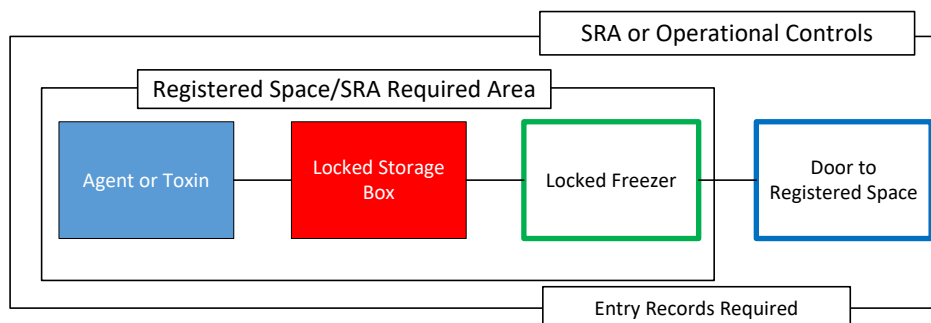 SRA or Operational Controls
Registered Space/SRA Required Area
Agent or Toxin
Locked Storage
Box
Locked Freezer
Door to
Registered Space
Entry Records Required